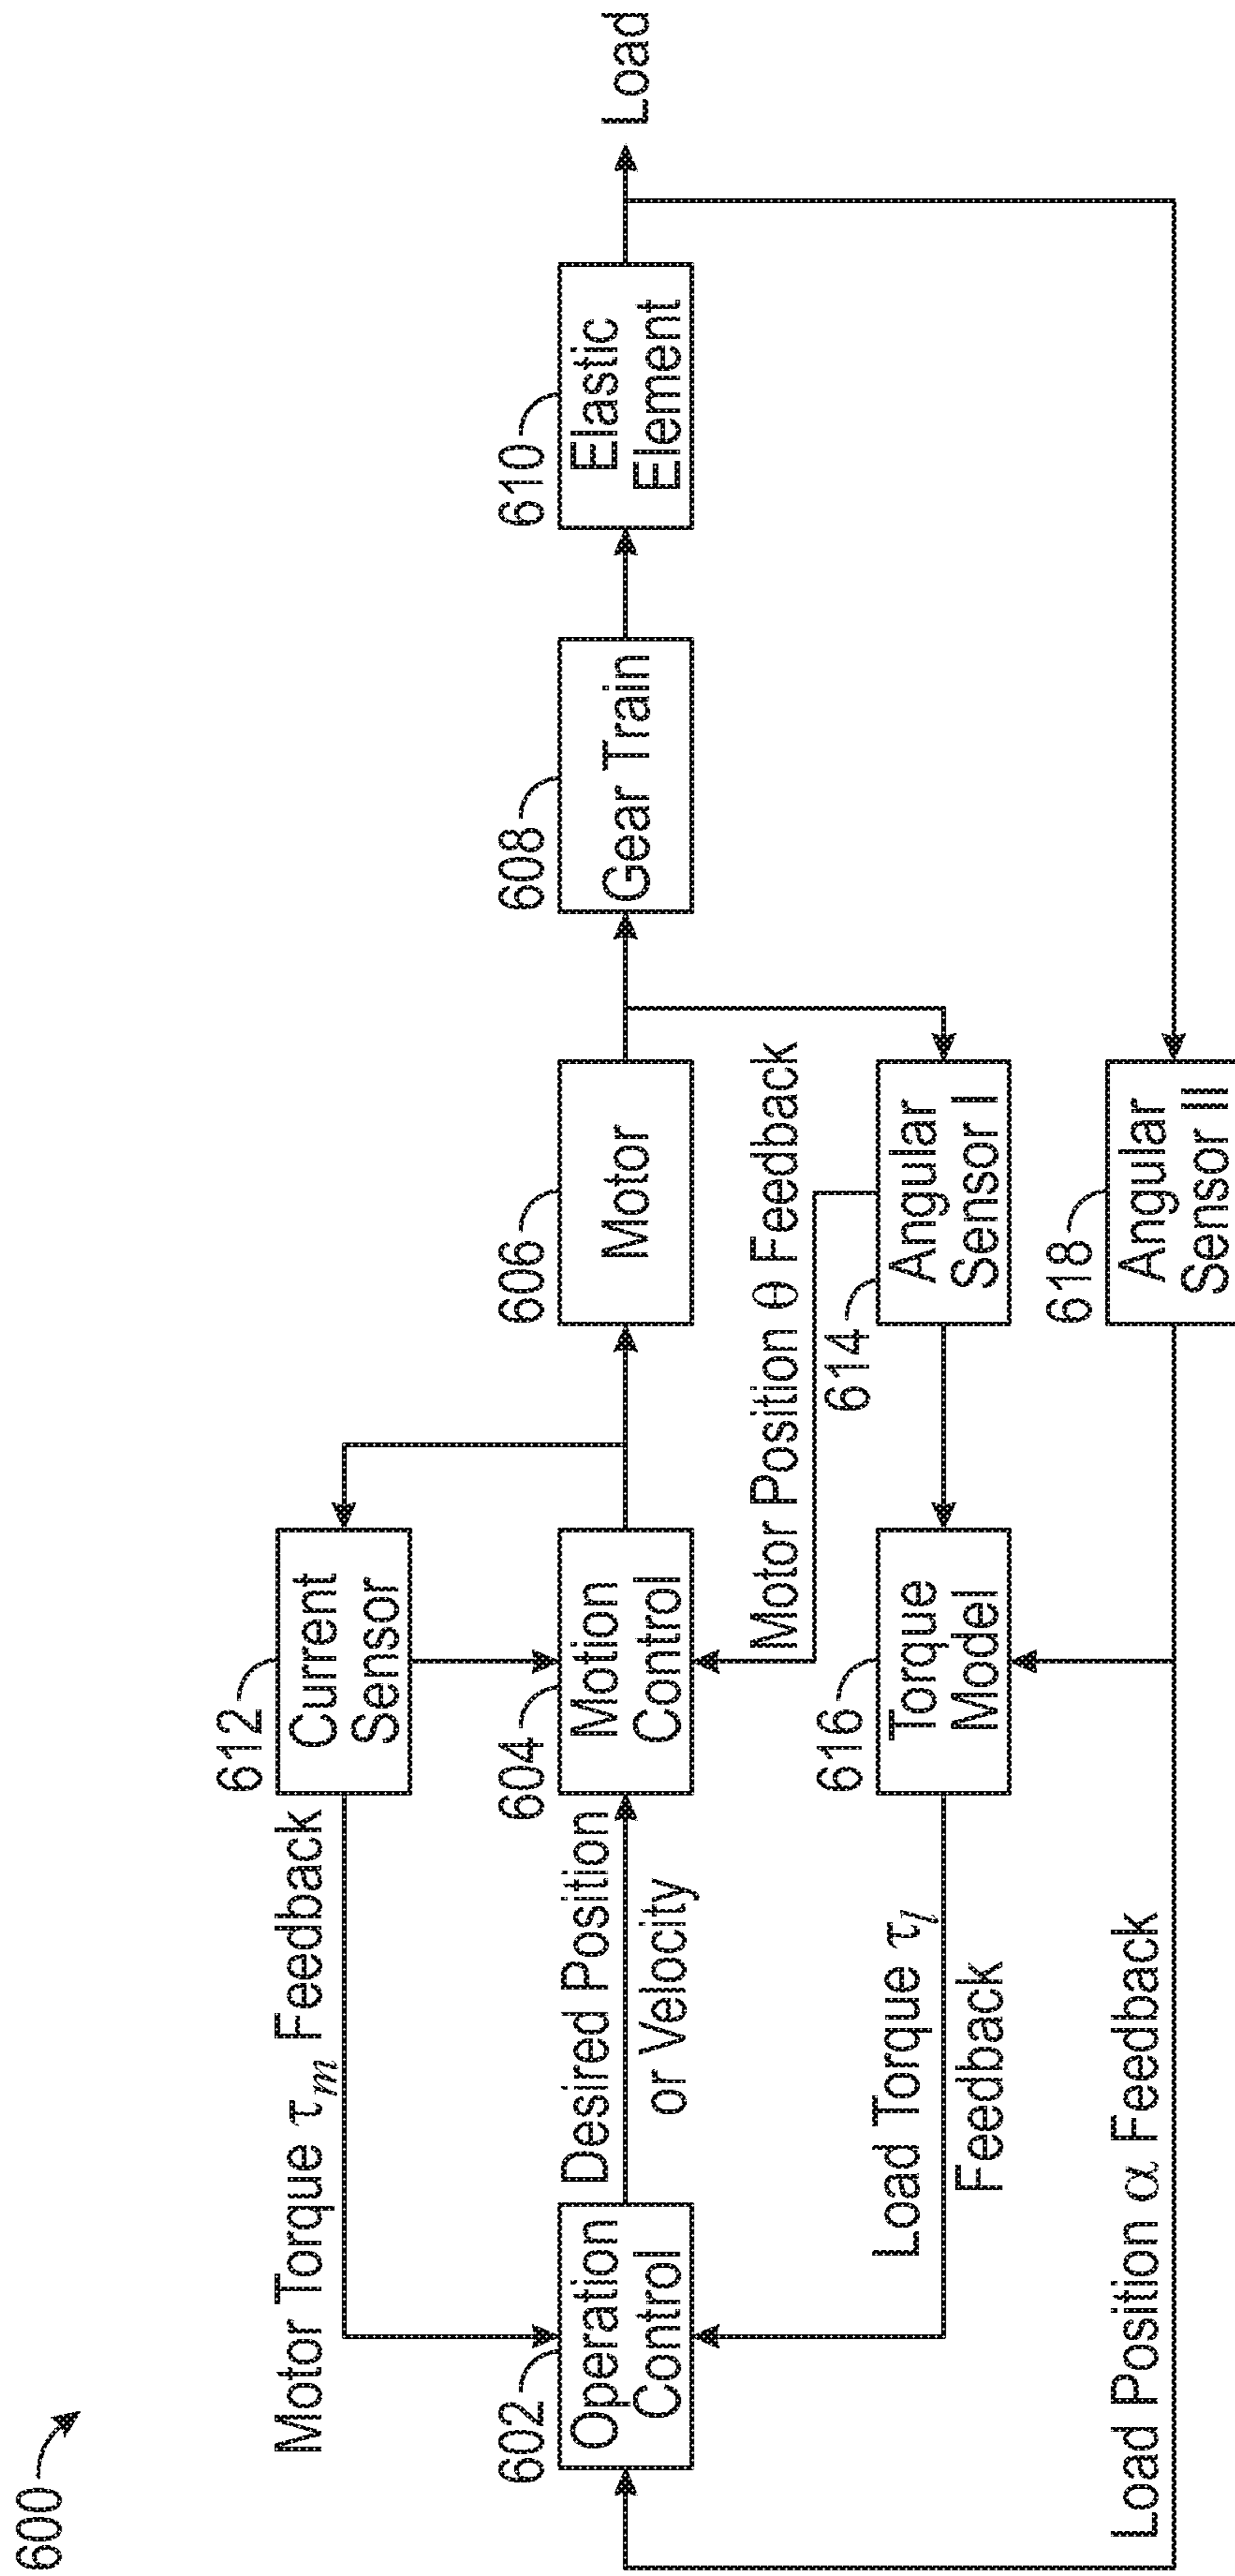 600
Motor Torque τm Feedback
612
Current
Sensor
602
Operation
Control
Desired Position
or Velocity
604
Motion
Control
606
Motor
608
Gear Train
610
Elastic
Element
Load
Motor Position θ Feedback
Load Torque τl
Feedback
616
Torque
Model
614
Angular
Sensor I
Load Position α Feedback
618
Angular
Sensor II